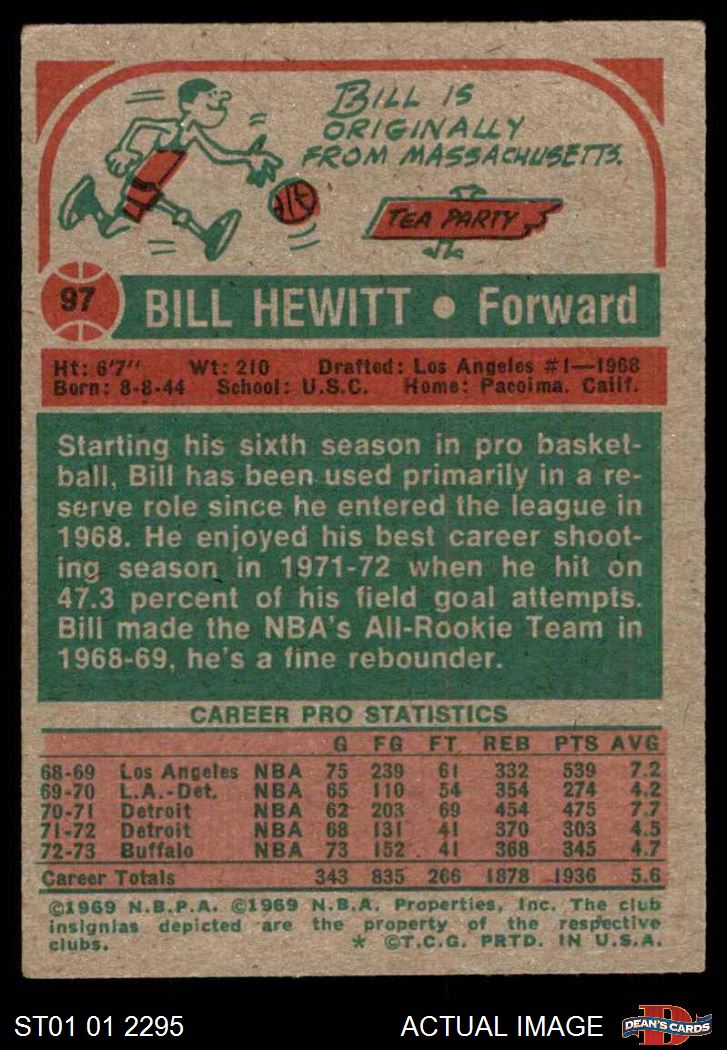 BILL IS
ORIGINALLY
FROM MASSACHUSETTS.
TEA PARTY
97 BILL HEWITT • Forward
Ht: 6'7" Wt: 210 Drafted: Los Angeles #1—1968
Born: 8-8-44 School: U.S.C. Home: Pacoima, Calif.
Starting his sixth season in pro basket-
ball, Bill has been used primarily in a re-
serve role since he entered the league in
1968. He enjoyed his best career shoot-
ing season in 1971-72 when he hit on
47.3 percent of his field goal attempts.
Bill made the NBA's All-Rookie Team in
1968-69, he's a fine rebounder.
CAREER PRO STATISTICS
G FG FT REB PTS AVG
68-69 Los Angeles NBA 75 239 61 332 539 7.2
69-70 L.A.-Det. NBA 65 110 54 354 274 4.2
70-71 Detroit NBA 62 203 69 454 475 7.7
71-72 Detroit NBA 68 131 41 370 303 4.5
72-73 Buffalo NBA 73 152 41 368 345 4.7
Career Totals 343 835 266 1878 1936 5.6
©1969 N.B.P.A. ©1969 N.B.A. Properties, Inc. The club
insignias depicted are the property of the respective
clubs. * ©T.C.G. PRTD. IN U.S.A.
ST01 01 2295 ACTUAL IMAGE DEAN'S CARDS